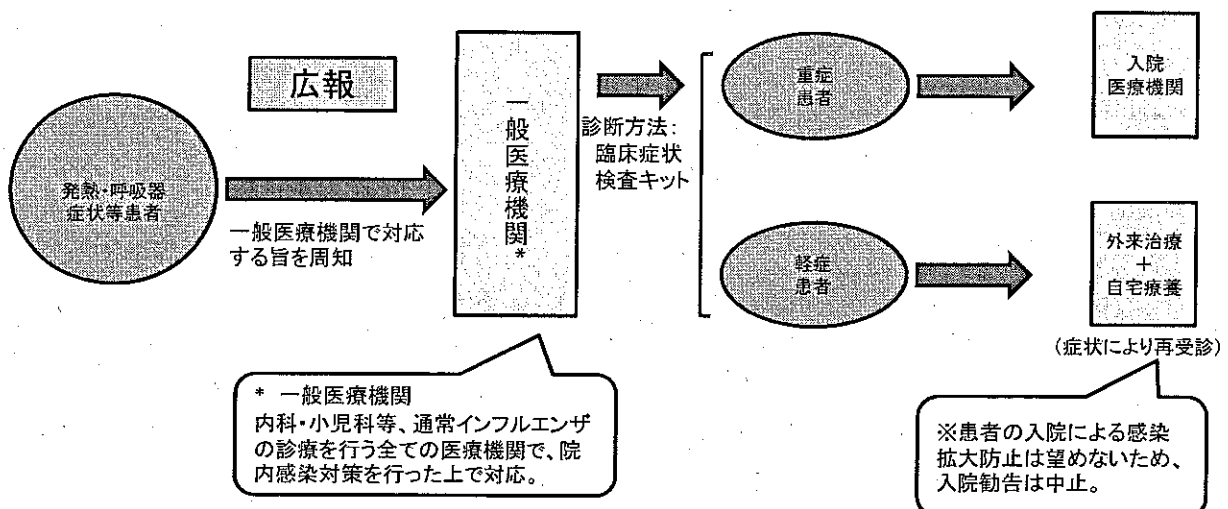 広報
発熱・呼吸器
症状等患者
一般医療機関で対応
する旨を周知
一般医療機関*
診断方法:
臨床症状
検査キット
重症
患者
入院
医療機関
軽症
患者
外来治療
+
自宅療養
(症状により再受診)
* 一般医療機関
内科・小児科等、通常インフルエンザ
の診療を行う全ての医療機関で、院
内感染対策を行った上で対応。
※患者の入院による感染
拡大防止は望めないため、
入院勧告は中止。